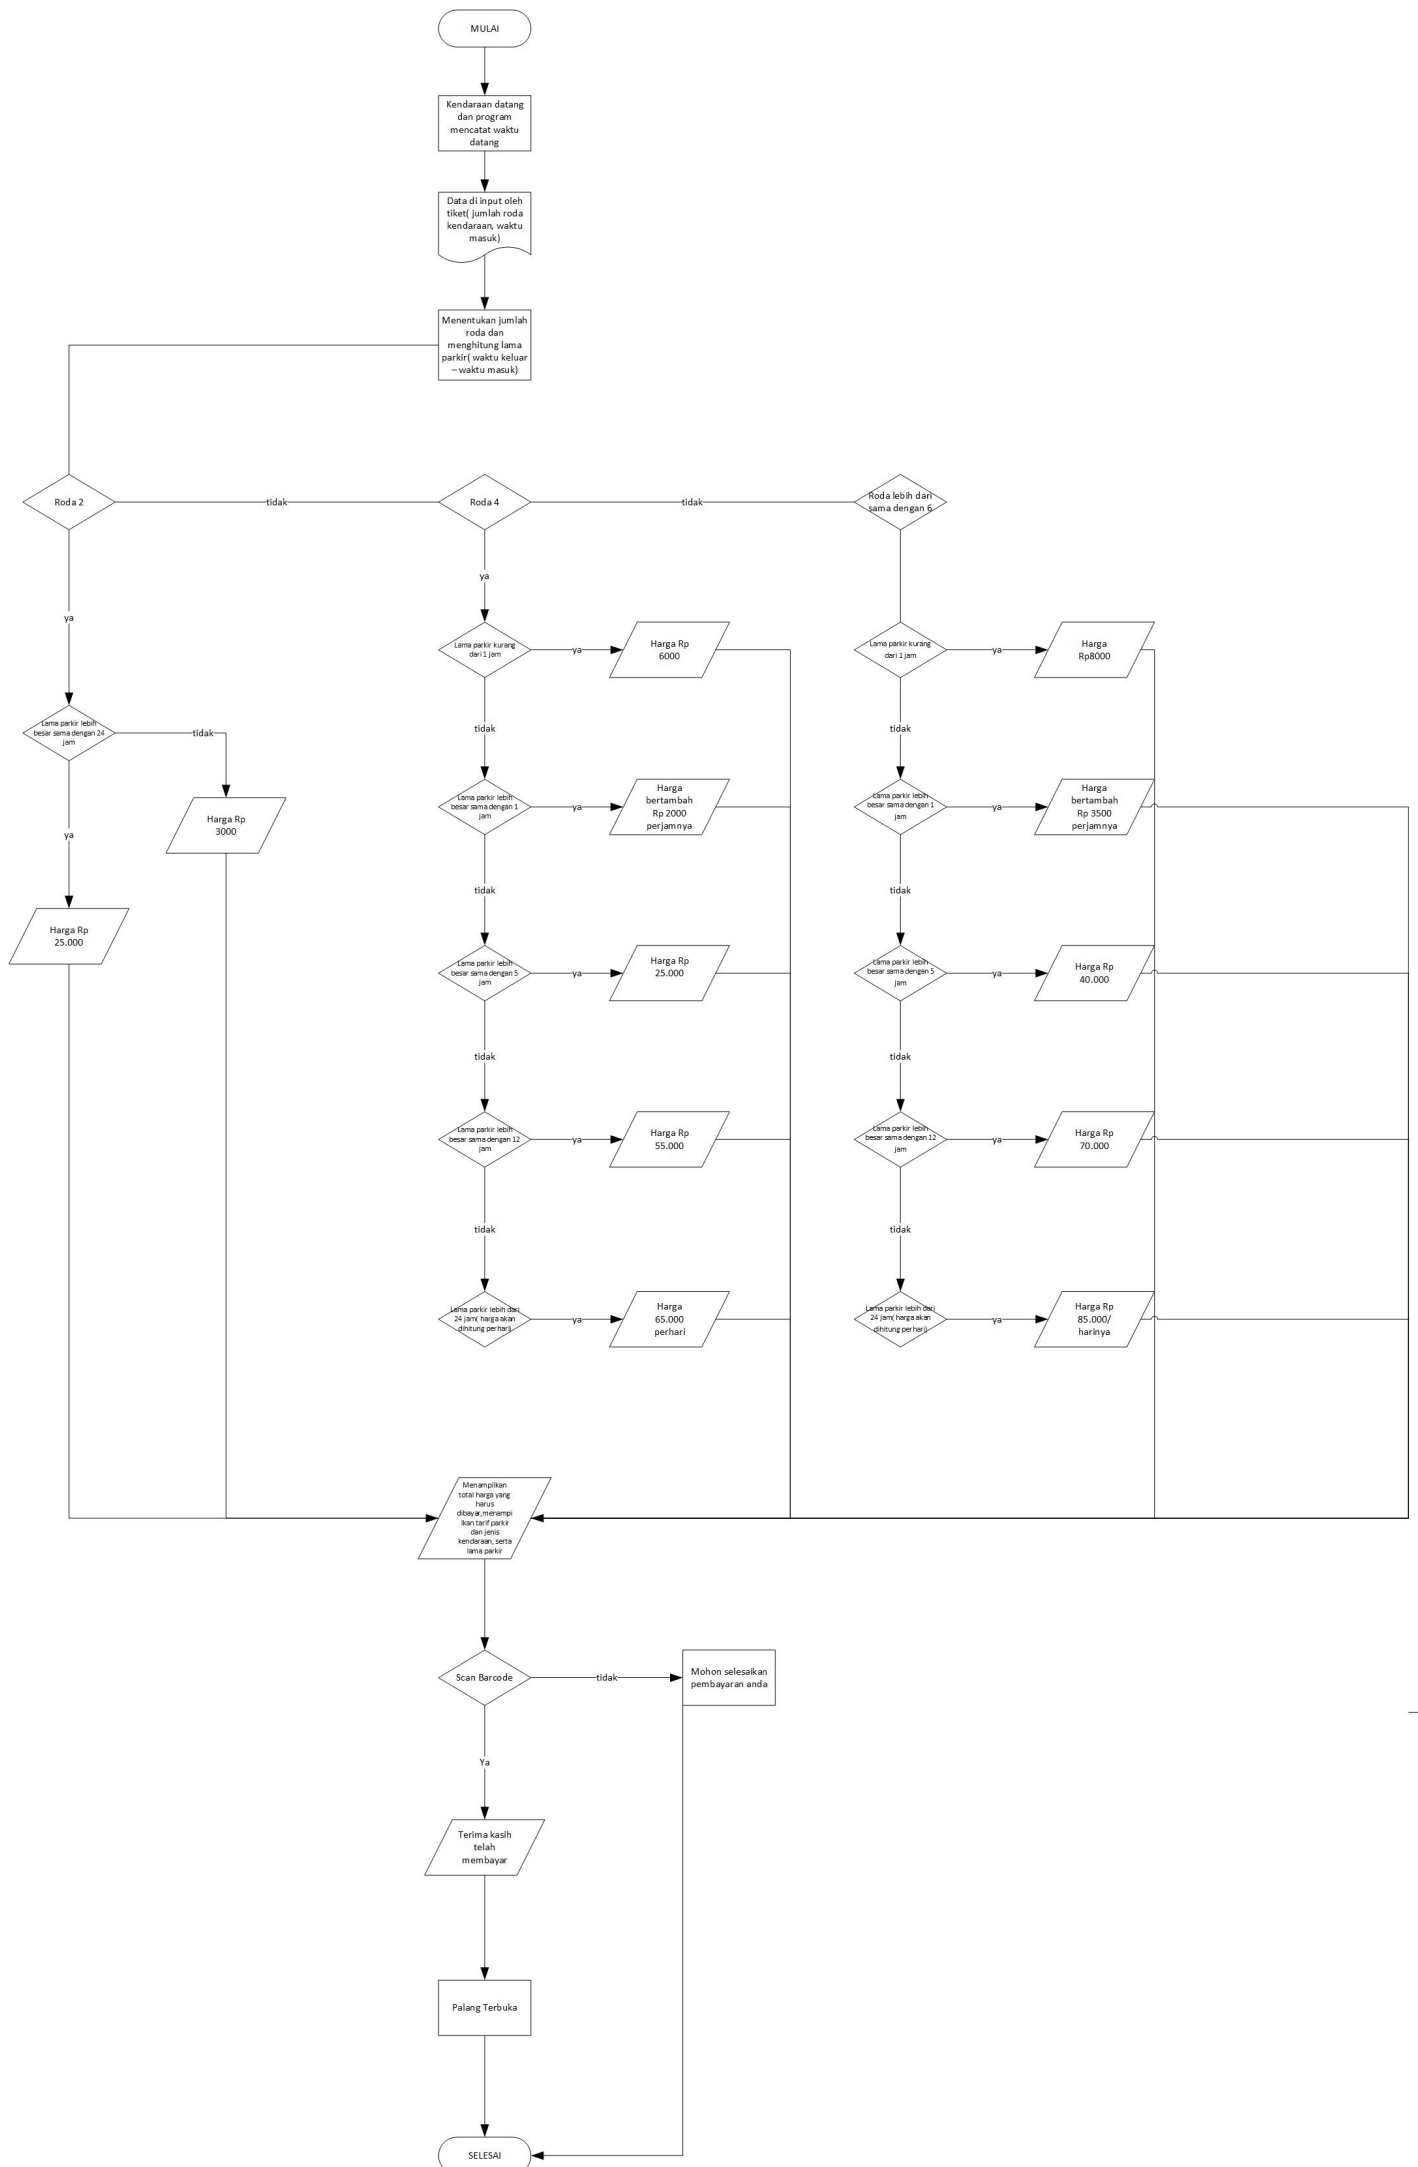 MULAI
Kendaraan datang
dan program
mencatat waktu
datang
Data di input oleh
tiket( jumlah roda
kendaraan, waktu
masuk)
Menentukan jumlah
roda dan
menghitung lama
parkir( waktu keluar
– waktu masuk)
Roda 2
tidak
Roda 4
tidak
Roda lebih dari
sama dengan 6
ya
ya
Lama parkir kurang
dari 1 jam
ya
Harga Rp
6000
Lama parkir kurang
dari 1 jam
ya
Harga
Rp8000
Lama parkir lebih
besar sama dengan 24
jam
tidak
tidak
tidak
Harga Rp
3000
Lama parkir lebih
besar sama dengan 1
jam
ya
Harga
bertambah
Rp 2000
perjamnya
Lama parkir lebih
besar sama dengan 1
jam
ya
Harga
bertambah
Rp 3500
perjamnya
ya
tidak
tidak
Harga Rp
25.000
Lama parkir lebih
besar sama dengan 5
jam
ya
Harga Rp
25.000
Lama parkir lebih
besar sama dengan 5
jam
ya
Harga Rp
40.000
tidak
tidak
Lama parkir lebih
besar sama dengan 12
jam
ya
Harga Rp
55.000
Lama parkir lebih
besar sama dengan 12
jam
ya
Harga Rp
70.000
tidak
tidak
Lama parkir lebih dari
24 jam( harga akan
dihitung perhari)
ya
Harga
65.000
perhari
Lama parkir lebih dari
24 jam( harga akan
dihitung perhari)
ya
Harga Rp
85.000/
harinya
Menampilkan
total harga yang
harus
dibayar,menampi
lkan tarif parkir
dan jenis
kendaraan, serta
lama parkir
Scan Barcode
tidak
Mohon selesaikan
pembayaran anda
Ya
Terima kasih
telah
membayar
Palang Terbuka
SELESAI